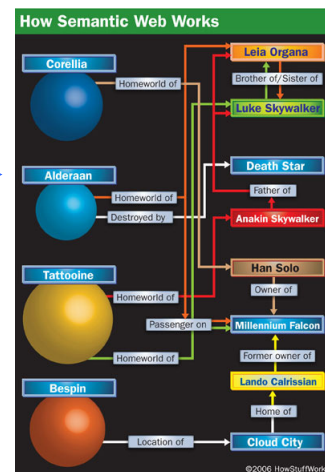 How Semantic Web Works
Corellia
Leia Organa
Homeworld of
Brother of/Sister of
Luke Skywalker
Alderaan
Death Star
Homeworld of
Father of
Destroyed by
Anakin Skywalker
Tattooine
Han Solo
Homeworld of
Owner of
Passenger on
Millennium Falcon
Homeworld of
Former owner of
Bespin
Lando Calrissian
Home of
Location of
Cloud City
©2006 HowStuffWork